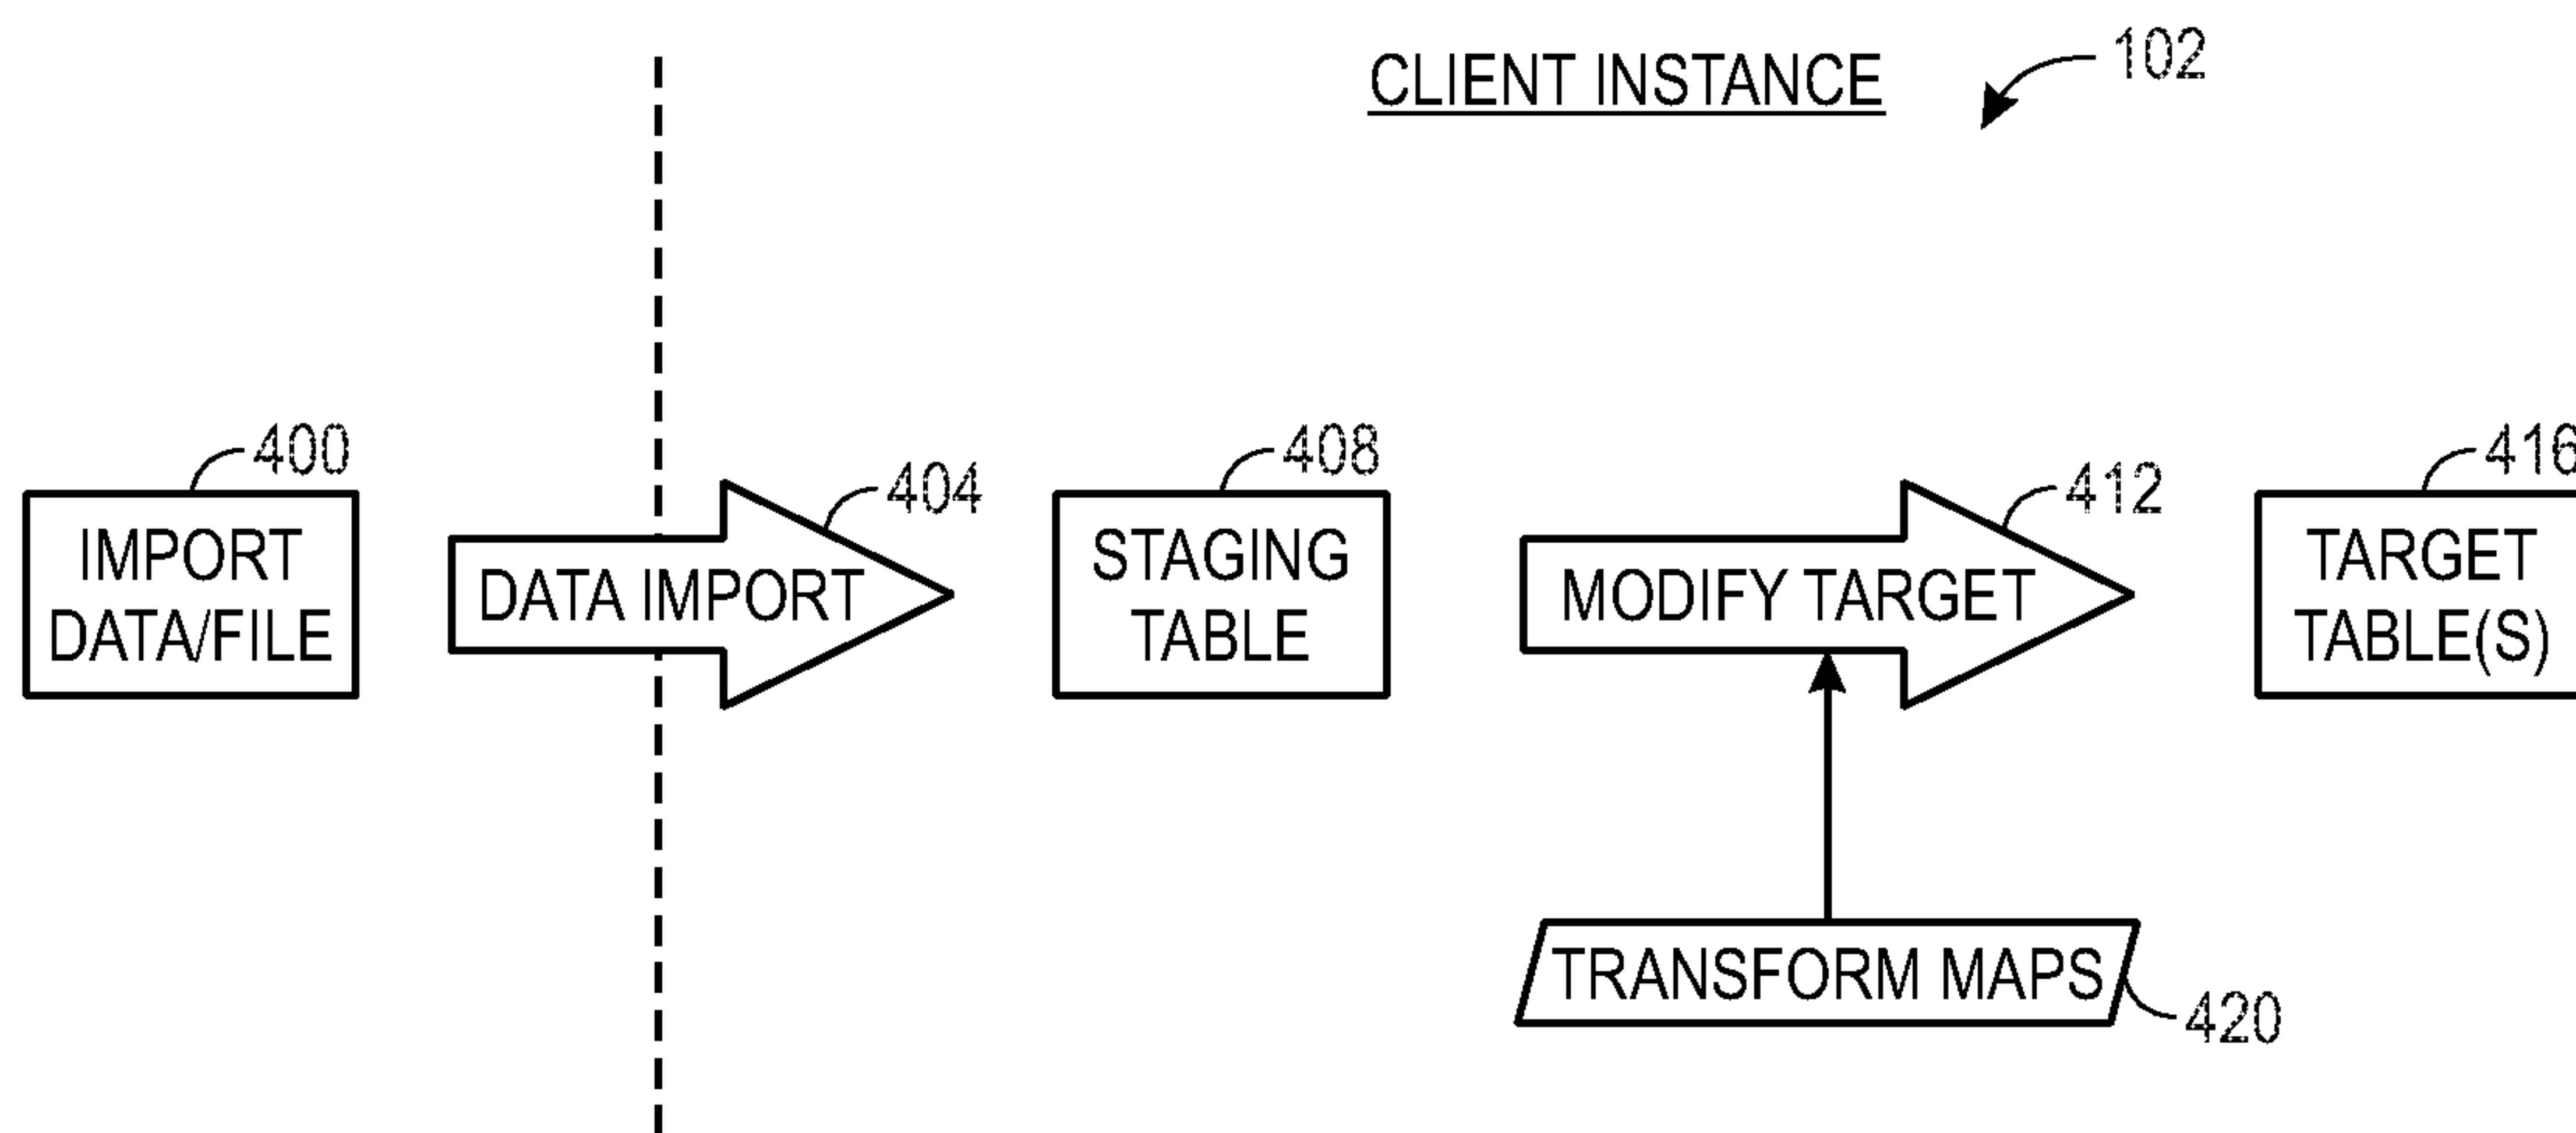 CLIENT INSTANCE
102
400
IMPORT
DATA/FILE
404
DATA IMPORT
408
STAGING
TABLE
412
MODIFY TARGET
416
TARGET
TABLE(S)
TRANSFORM MAPS
420